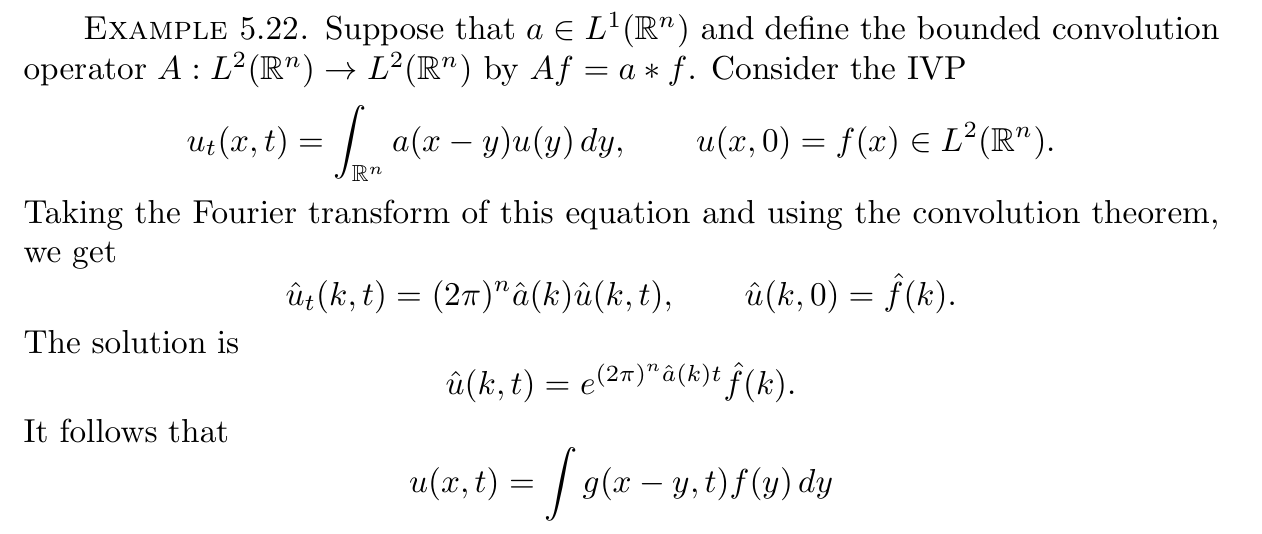 EXAMPLE 5.22. Suppose that a ∈ L¹(ℝⁿ) and define the bounded convolution
operator A : L²(ℝⁿ) → L²(ℝⁿ) by Af = a ∗ f. Consider the IVP
u_t(x, t) = ∫_{ℝⁿ} a(x − y)u(y) dy, u(x, 0) = f(x) ∈ L²(ℝⁿ).
Taking the Fourier transform of this equation and using the convolution theorem,
we get
û_t(k, t) = (2π)ⁿâ(k)û(k, t), û(k, 0) = f̂(k).
The solution is
û(k, t) = e^{(2π)ⁿâ(k)t} f̂(k).
It follows that
u(x, t) = ∫ g(x − y, t)f(y) dy